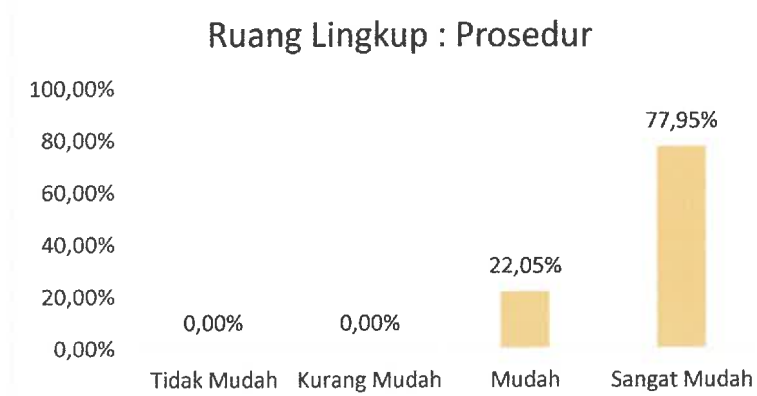 Ruang Lingkup : Prosedur
100,00%
80,00%
60,00%
40,00%
20,00%
0,00%
0,00%
0,00%
22,05%
77,95%
Tidak Mudah
Kurang Mudah
Mudah
Sangat Mudah